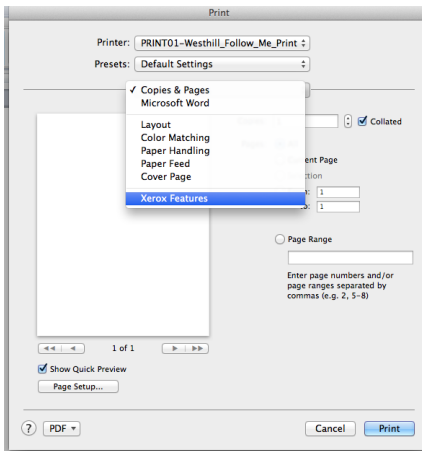 Print
Printer: PRINT01-Westhill_Follow_Me_Print
Presets: Default Settings
✓ Copies & Pages
Microsoft Word
Layout
Color Matching
Paper Handling
Paper Feed
Cover Page
Xerox Features
Collated
Page
1
1
Page Range
Enter page numbers and/or
page ranges separated by
commas (e.g. 2, 5-8)
1 of 1
Show Quick Preview
Page Setup...
? PDF
Cancel
Print